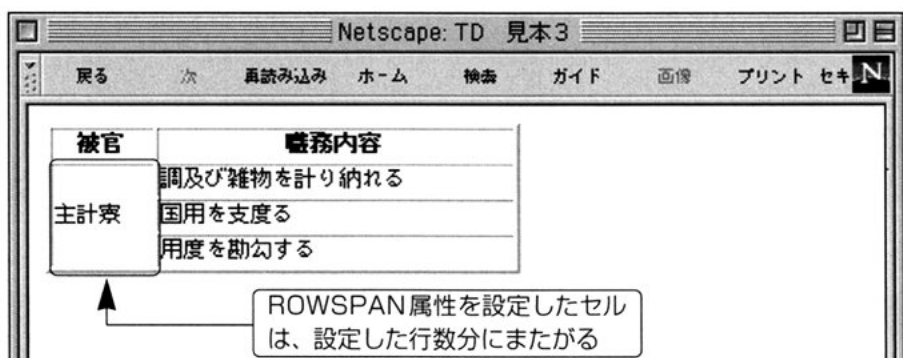 Netscape: TD 見本3
戻る 次 再読み込み ホーム 検索 ガイド 画像 プリント セキ N
被官 職務内容
調及び雑物を計り納れる
主計寮 国用を支度る
用度を勘勾する
ROWSPAN属性を設定したセル
は、設定した行数分にまたがる